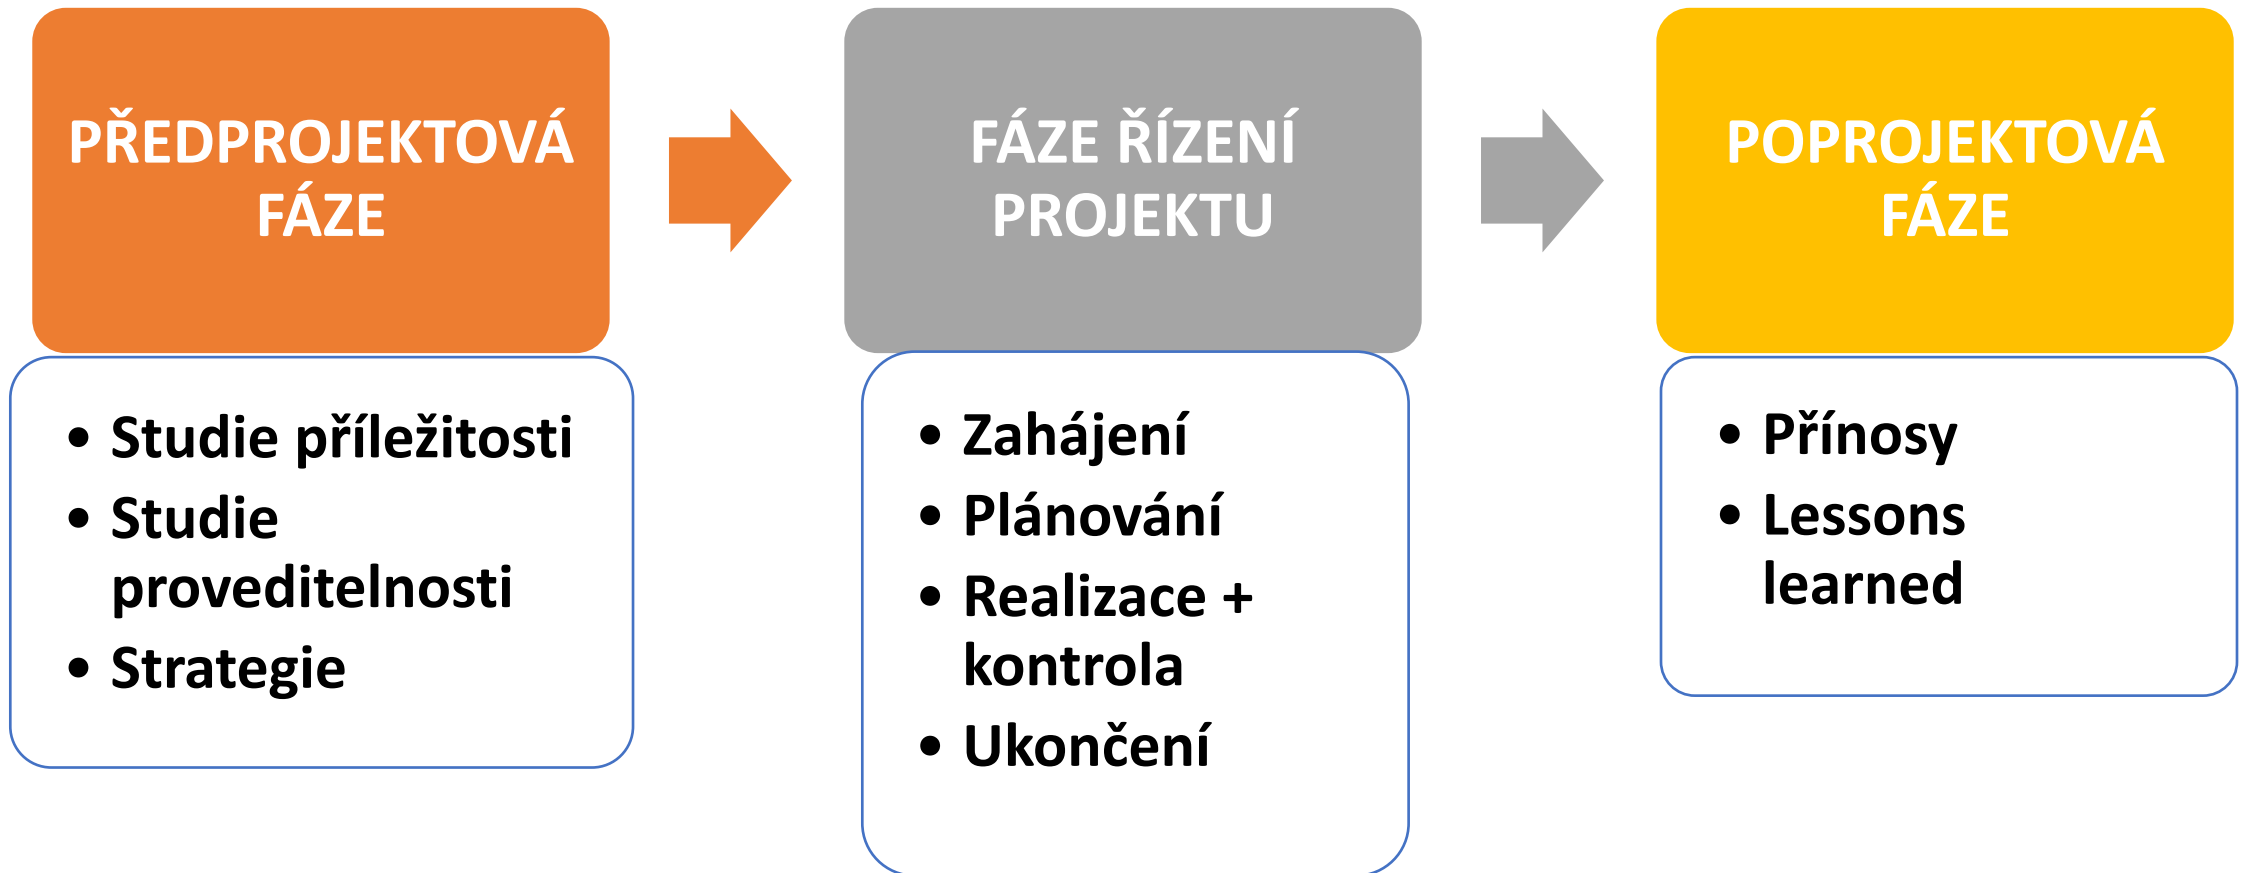 PŘEDPROJEKTOVÁ
FÁZE
• Studie příležitosti
• Studie
proveditelnosti
• Strategie
FÁZE ŘÍZENÍ
PROJEKTU
• Zahájení
• Plánování
• Realizace +
kontrola
• Ukončení
POPROJEKTOVÁ
FÁZE
• Přínosy
• Lessons
learned